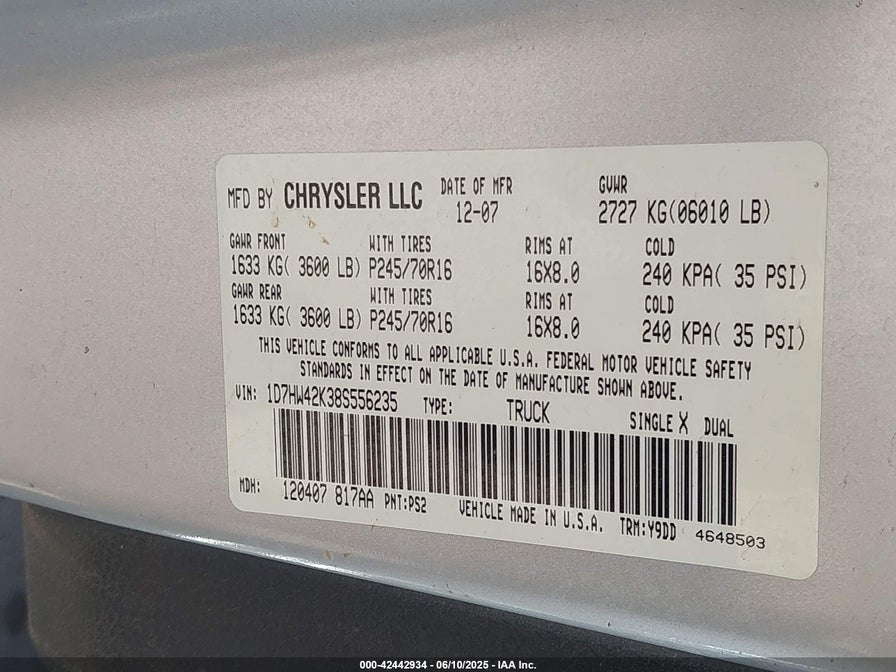 MFD BY CHRYSLER LLC DATE OF MFR GVWR
12-07 2727 KG(06010 LB)
GAWR FRONT WITH TIRES RIMS AT COLD
1633 KG( 3600 LB) P245/70R16 16X8.0 240 KPA( 35 PSI)
GAWR REAR WITH TIRES RIMS AT COLD
1633 KG( 3600 LB) P245/70R16 16X8.0 240 KPA( 35 PSI)
THIS VEHICLE CONFORMS TO ALL APPLICABLE U.S.A. FEDERAL MOTOR VEHICLE SAFETY
STANDARDS IN EFFECT ON THE DATE OF MANUFACTURE SHOWN ABOVE.
VIN: 1D7HW42K38S556235 TYPE: TRUCK SINGLE X DUAL
MDH: 120407 817AA PNT:PS2 VEHICLE MADE IN U.S.A. TRM:Y9DD 4648503
000-42442934 - 06/10/2025 - IAA Inc.